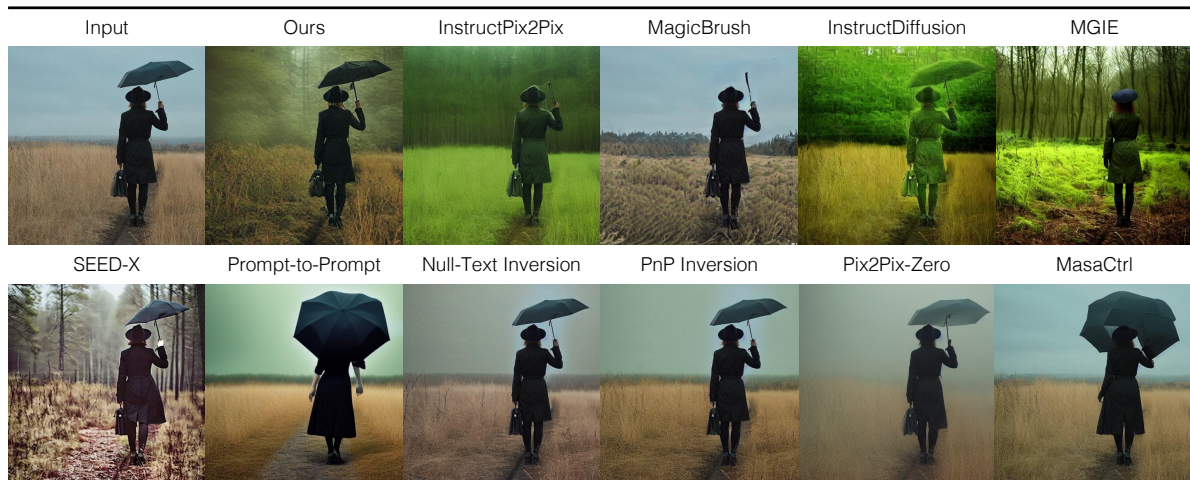 Input Ours InstructPix2Pix MagicBrush InstructDiffusion MGIE
SEED-X Prompt-to-Prompt Null-Text Inversion PnP Inversion Pix2Pix-Zero MasaCtrl